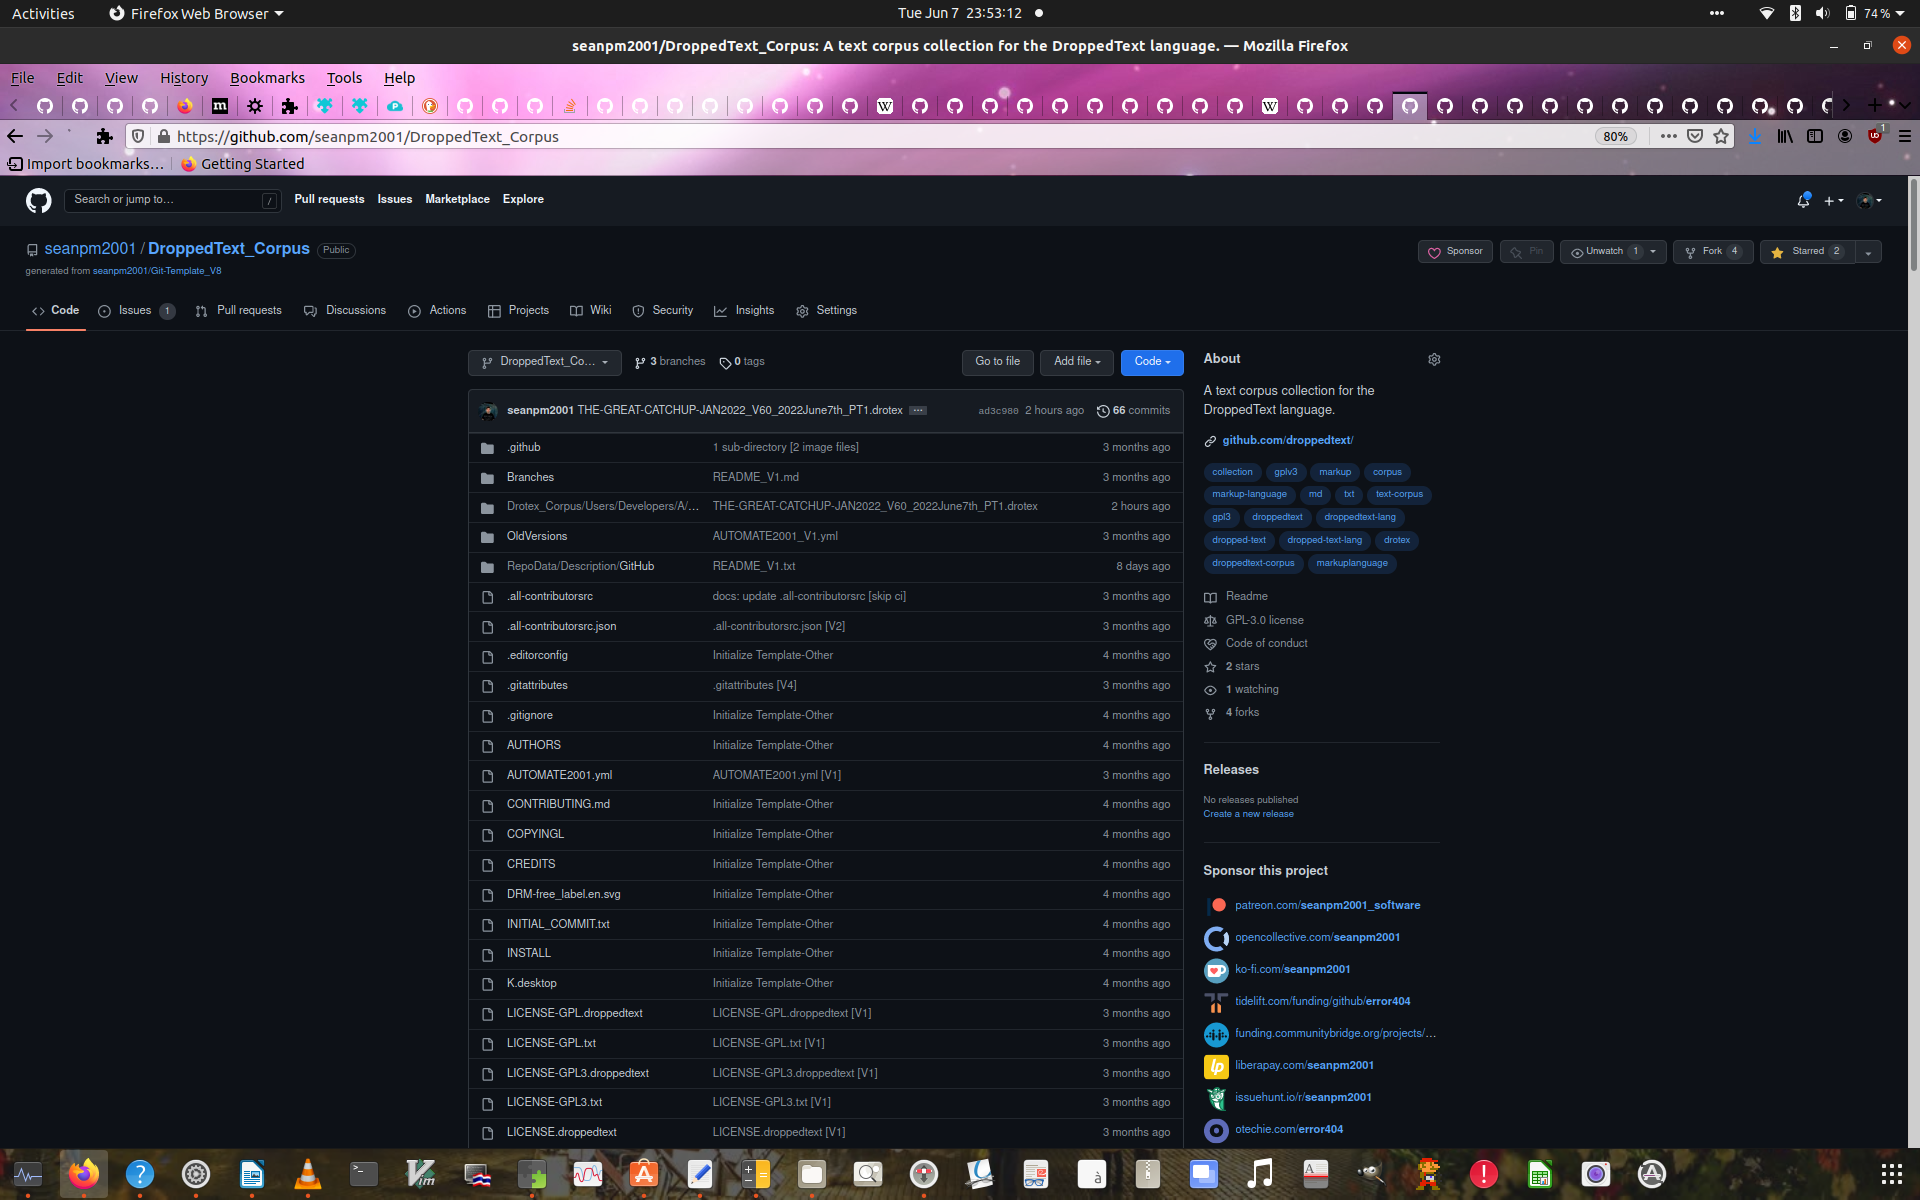 Activities Firefox Web Browser Tue Jun 7 23:53:12 74 %
seanpm2001/DroppedText_Corpus: A text corpus collection for the DroppedText language. — Mozilla Firefox
File Edit View History Bookmarks Tools Help
https://github.com/seanpm2001/DroppedText_Corpus 80% 1
Import bookmarks… Getting Started
Search or jump to… / Pull requests Issues Marketplace Explore
seanpm2001 / DroppedText_Corpus Public Sponsor Pin Unwatch 1 Fork 4 Starred 2
generated from seanpm2001/Git-Template_V8
Code Issues 1 Pull requests Discussions Actions Projects Wiki Security Insights Settings
DroppedText_Co... 3 branches 0 tags Go to file Add file Code
seanpm2001 THE-GREAT-CATCHUP-JAN2022_V60_2022June7th_PT1.drotex ad3c980 2 hours ago 66 commits
.github 1 sub-directory [2 image files] 3 months ago
Branches README_V1.md 3 months ago
Drotex_Corpus/Users/Developers/A/... THE-GREAT-CATCHUP-JAN2022_V60_2022June7th_PT1.drotex 2 hours ago
OldVersions AUTOMATE2001_V1.yml 3 months ago
RepoData/Description/GitHub README_V1.txt 8 days ago
.all-contributorsrc docs: update .all-contributorsrc [skip ci] 3 months ago
.all-contributorsrc.json .all-contributorsrc.json [V2] 3 months ago
.editorconfig Initialize Template-Other 4 months ago
.gitattributes .gitattributes [V4] 3 months ago
.gitignore Initialize Template-Other 4 months ago
AUTHORS Initialize Template-Other 4 months ago
AUTOMATE2001.yml AUTOMATE2001.yml [V1] 3 months ago
CONTRIBUTING.md Initialize Template-Other 4 months ago
COPYINGL Initialize Template-Other 4 months ago
CREDITS Initialize Template-Other 4 months ago
DRM-free_label.en.svg Initialize Template-Other 4 months ago
INITIAL_COMMIT.txt Initialize Template-Other 4 months ago
INSTALL Initialize Template-Other 4 months ago
K.desktop Initialize Template-Other 4 months ago
LICENSE-GPL.droppedtext LICENSE-GPL.droppedtext [V1] 3 months ago
LICENSE-GPL.txt LICENSE-GPL.txt [V1] 3 months ago
LICENSE-GPL3.droppedtext LICENSE-GPL3.droppedtext [V1] 3 months ago
LICENSE-GPL3.txt LICENSE-GPL3.txt [V1] 3 months ago
LICENSE.droppedtext LICENSE.droppedtext [V1] 3 months ago
About
A text corpus collection for the
DroppedText language.
github.com/droppedtext/
collection gplv3 markup corpus
markup-language md txt text-corpus
gpl3 droppedtext droppedtext-lang
dropped-text dropped-text-lang drotex
droppedtext-corpus markuplanguage
Readme
GPL-3.0 license
Code of conduct
2 stars
1 watching
4 forks
Releases
No releases published
Create a new release
Sponsor this project
patreon.com/seanpm2001_software
opencollective.com/seanpm2001
ko-fi.com/seanpm2001
tidelift.com/funding/github/error404
funding.communitybridge.org/projects/...
liberapay.com/seanpm2001
issuehunt.io/r/seanpm2001
otechie.com/error404